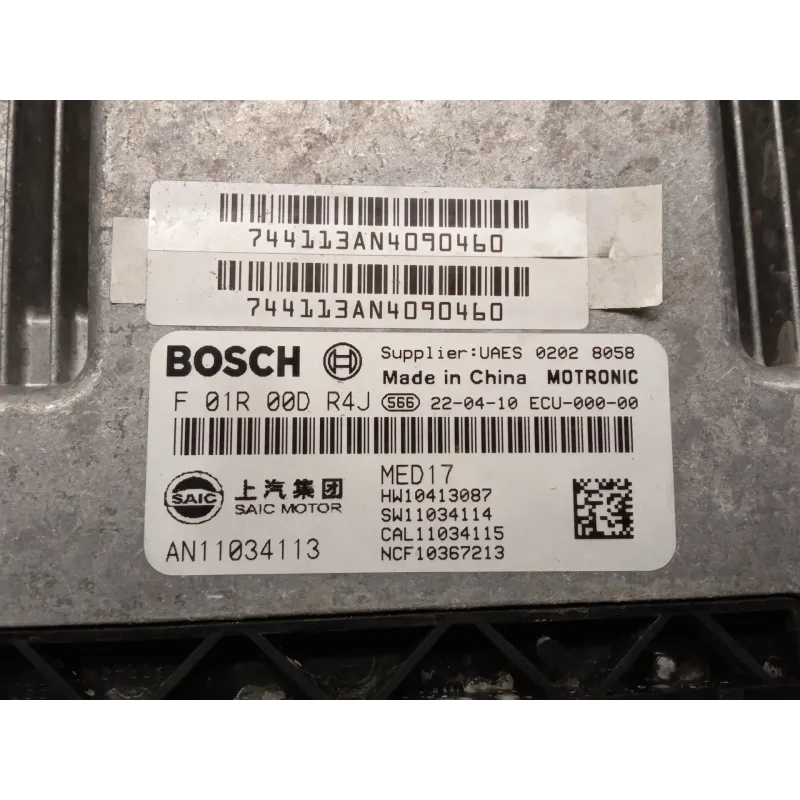 744113AN4090460
744113AN4090460
BOSCH Supplier:UAES 0202 8058
Made in China MOTRONIC
F 01R 00D R4J 566 22-04-10 ECU-000-00
SAIC 上汽集团
SAIC MOTOR
AN11034113
MED17
HW10413087
SW11034114
CAL11034115
NCF10367213